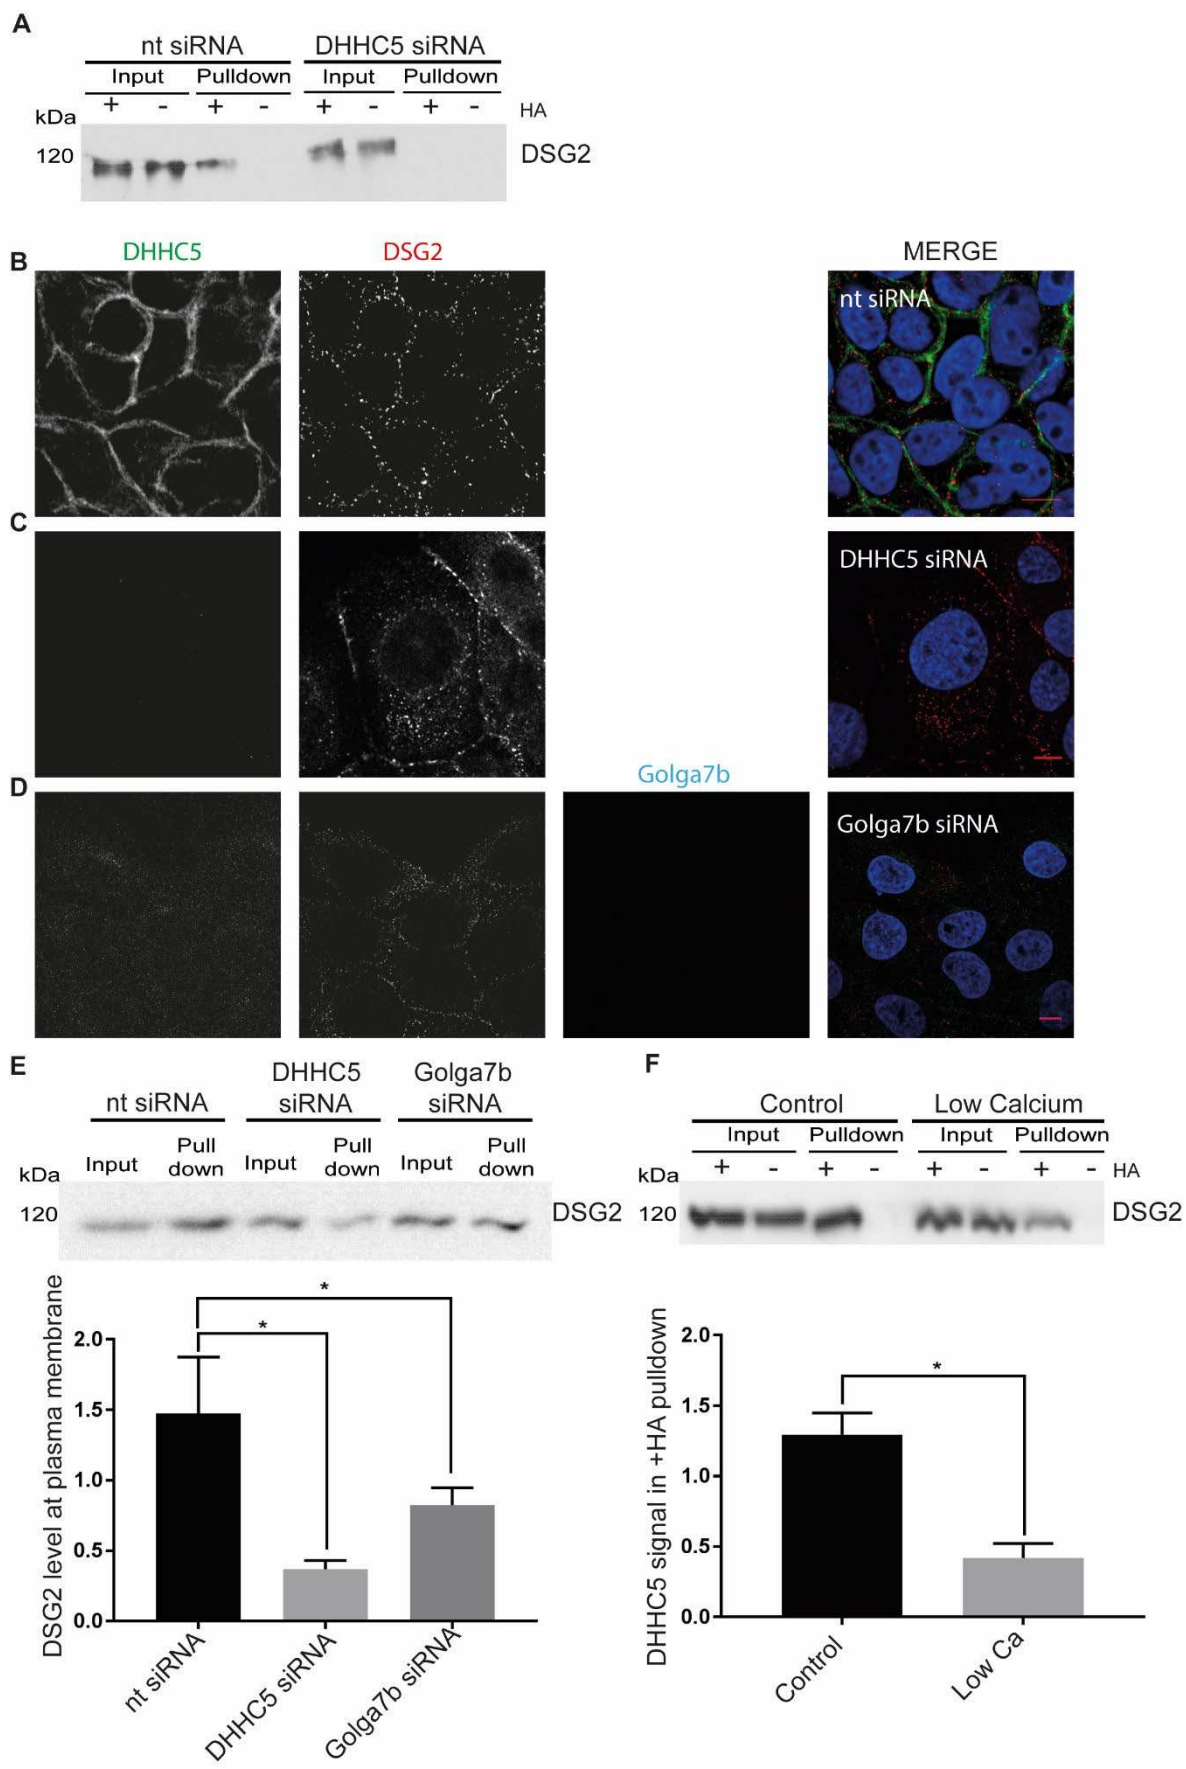 A
nt siRNA DHHC5 siRNA
Input Pulldown Input Pulldown
+ - + - + - + - HA
kDa
120 DSG2
DHHC5 DSG2 MERGE
B
nt siRNA
C
DHHC5 siRNA
Golga7b
D
Golga7b siRNA
E
nt siRNA DHHC5 siRNA Golga7b siRNA
Input Pull down Input Pull down Input Pull down
kDa
120 DSG2
DSG2 level at plasma membrane
2.0
1.5
1.0
0.5
0.0
*
*
nt siRNA
DHHC5 siRNA
Golga7b siRNA
F
Control Low Calcium
Input Pulldown Input Pulldown
kDa + - + - + - + - HA
120 DSG2
DHHC5 signal in +HA pulldown
2.0
1.5
1.0
0.5
0.0
*
Control
Low Ca